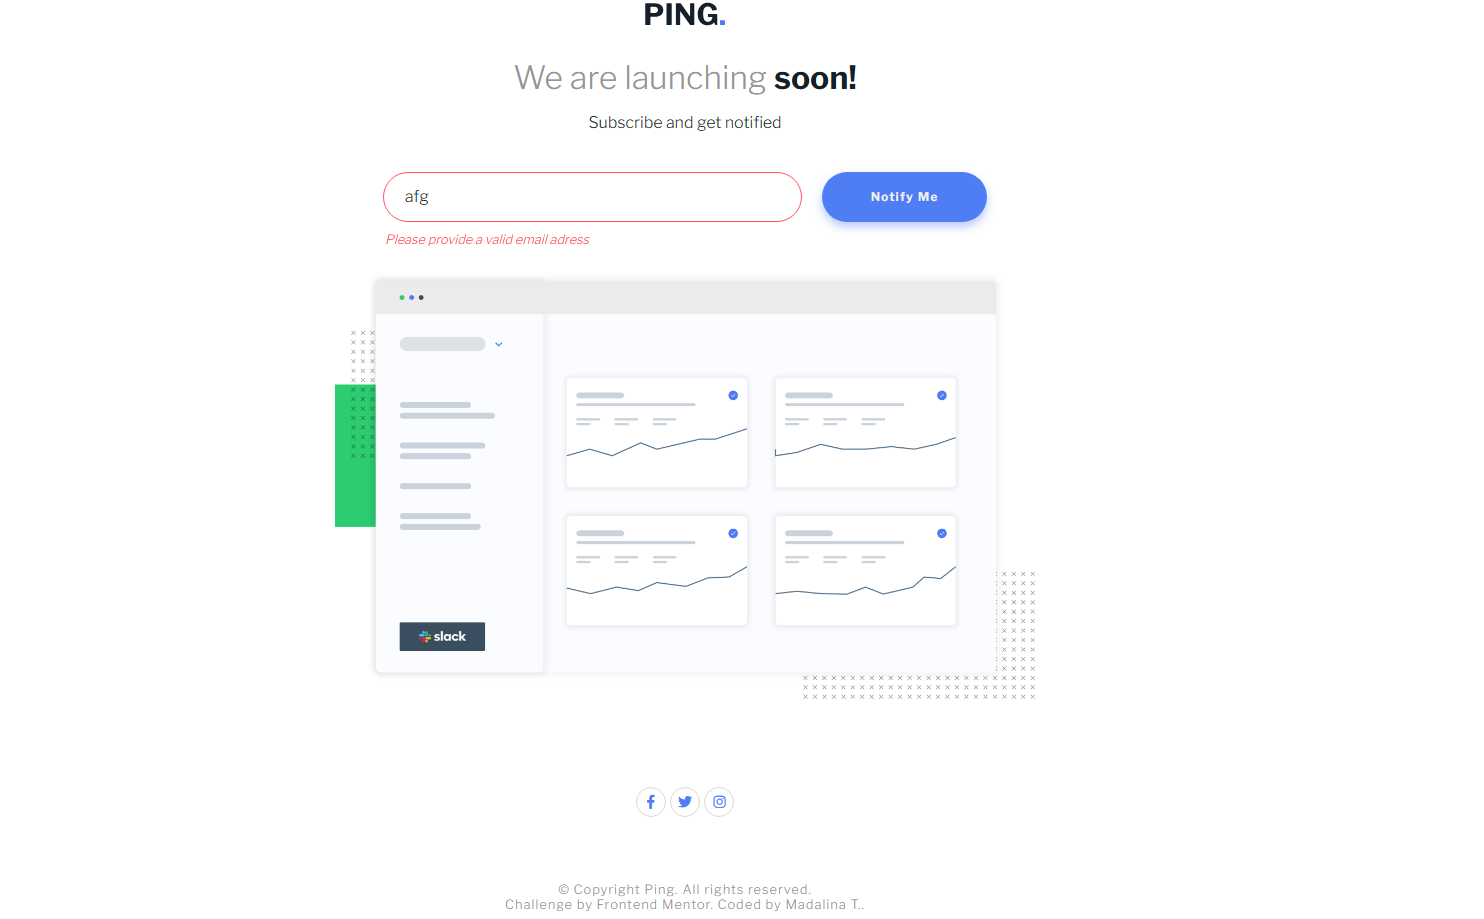 PING.
We are launching soon!
Subscribe and get notified
afg
Notify Me
Please provide a valid email adress
slack
© Copyright Ping. All rights reserved.
Challenge by Frontend Mentor. Coded by Madalina T..